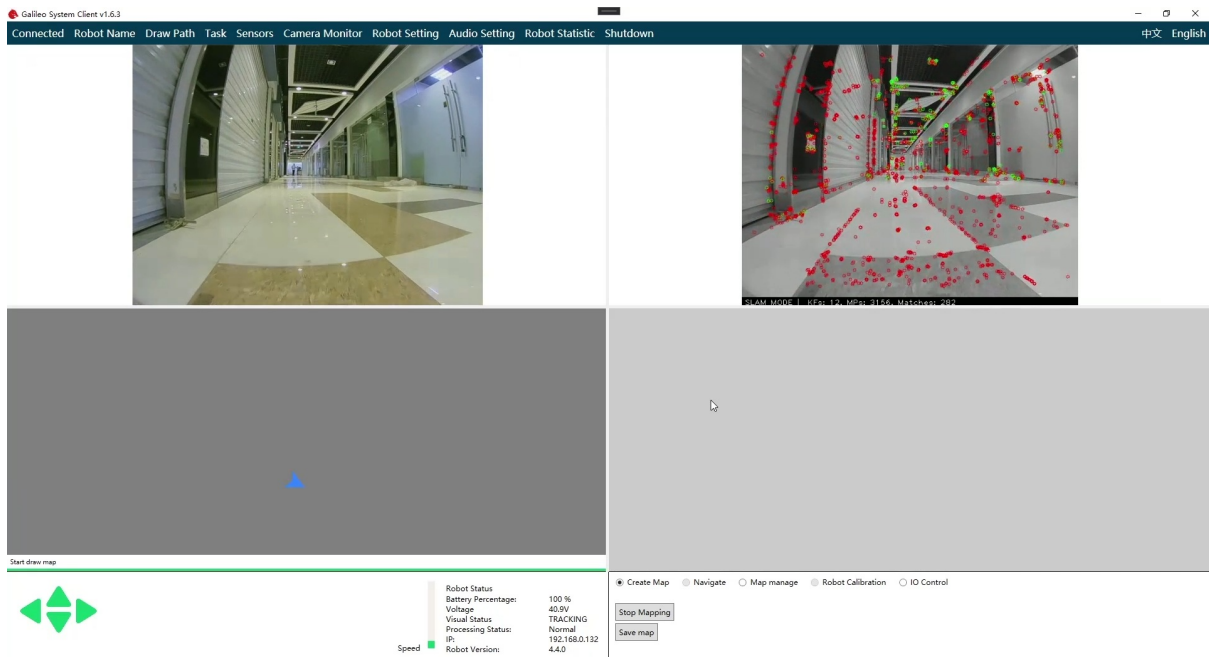 Galileo System Client v1.6.3
Connected Robot Name Draw Path Task Sensors Camera Monitor Robot Setting Audio Setting Robot Statistic Shutdown 中文 English
SLAM MODE | KFs: 12, MPs: 3156, Matches: 282
Start draw map
Create Map Navigate Map manage Robot Calibration IO Control
Robot Status
Battery Percentage: 100 %
Voltage 40.9V
Visual Status TRACKING
Processing Status: Normal
IP: 192.168.0.132
Robot Version: 4.4.0
Speed
Stop Mapping
Save map